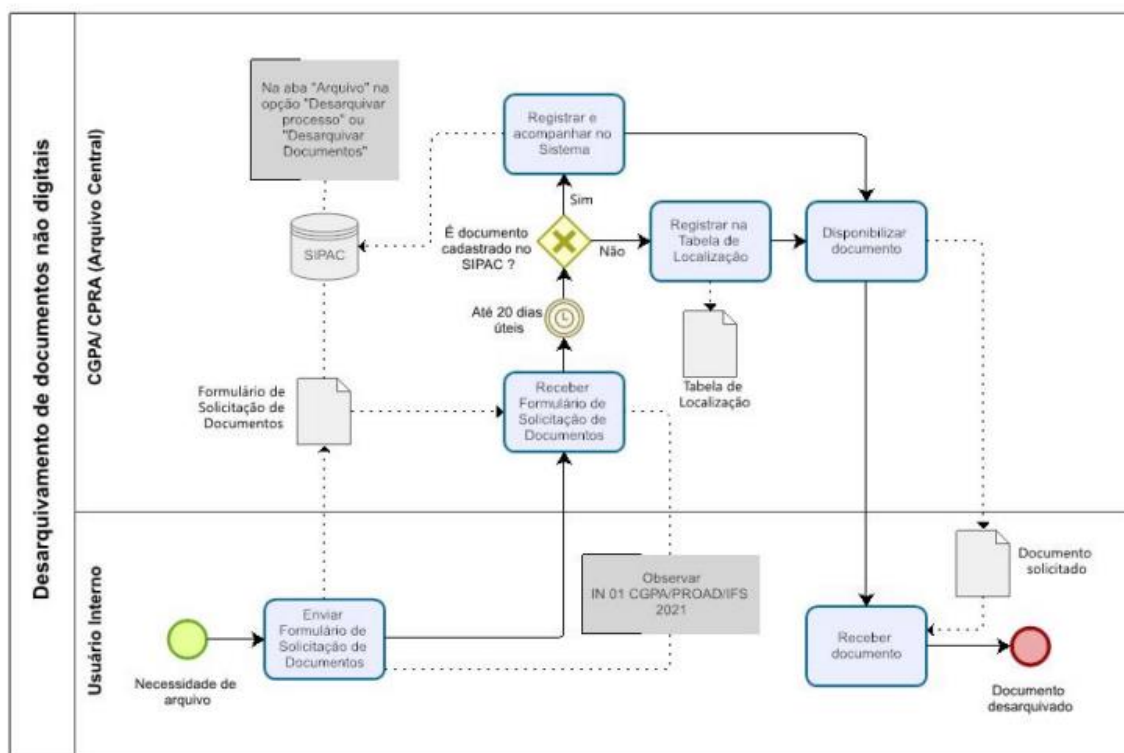 Desarquivamento de documentos não digitais
CGPA/ CPRA (Arquivo Central)
Na aba "Arquivo" na
opção "Desarquivar
processo" ou
"Desarquivar
Documentos"
SIPAC
Registrar e
acompanhar no
Sistema
Sim
É documento
cadastrado no
SIPAC ?
Não
Registrar na
Tabela de
Localização
Disponibilizar
documento
Até 20 dias
úteis
Tabela de
Localização
Formulário de
Solicitação de
Documentos
Receber
Formulário de
Solicitação de
Documentos
Usuário Interno
Necessidade de
arquivo
Enviar
Formulário de
Solicitação de
Documentos
Observar
IN 01 CGPA/PROAD/IFS
2021
Documento
solicitado
Receber
documento
Documento
desarquivado